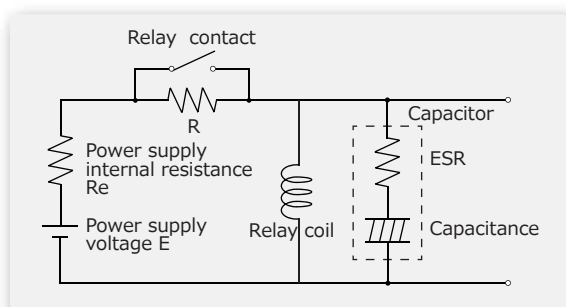 Relay contact
R
Capacitor
Power supply
internal resistance
Re
ESR
Power supply
voltage E
Relay coil
Capacitance